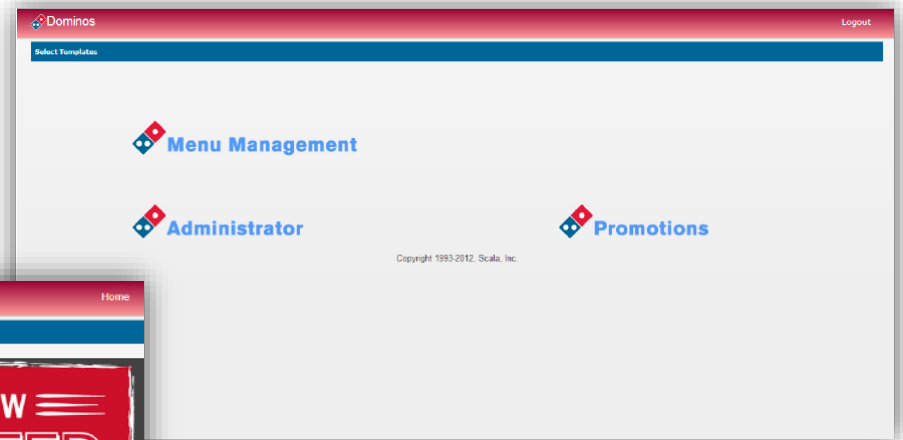 Dominos
Logout
Select Templates
Menu Management
Administrator
Promotions
Copyright 1993-2012. Scala, Inc.
Home